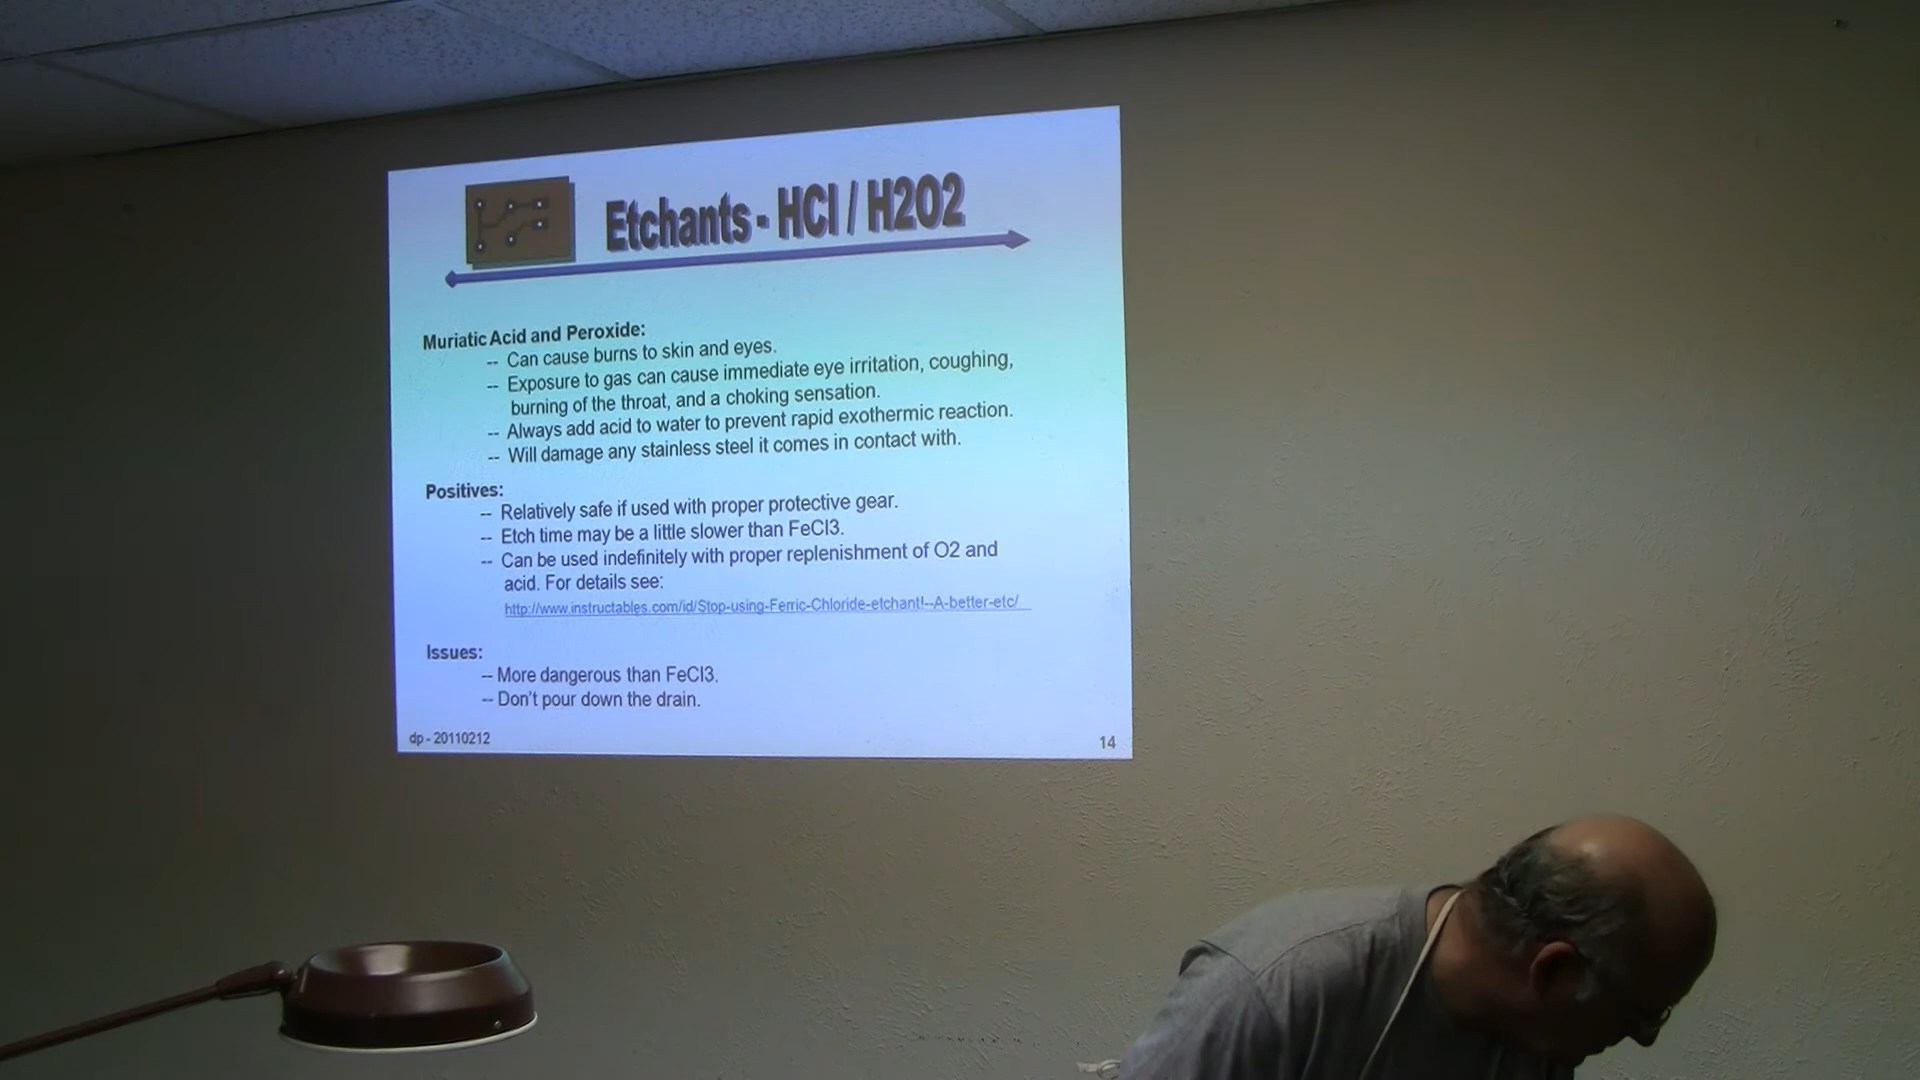 Etchants - HCl / H2O2
Muriatic Acid and Peroxide:
-- Can cause burns to skin and eyes.
-- Exposure to gas can cause immediate eye irritation, coughing,
burning of the throat, and a choking sensation.
-- Always add acid to water to prevent rapid exothermic reaction.
-- Will damage any stainless steel it comes in contact with.
Positives:
-- Relatively safe if used with proper protective gear.
-- Etch time may be a little slower than FeCl3.
-- Can be used indefinitely with proper replenishment of O2 and
acid. For details see:
http://www.instructables.com/id/Stop-using-Ferric-Chloride-etchant!--A-better-etc/
Issues:
-- More dangerous than FeCl3.
-- Don't pour down the drain.
dp - 20110212
14